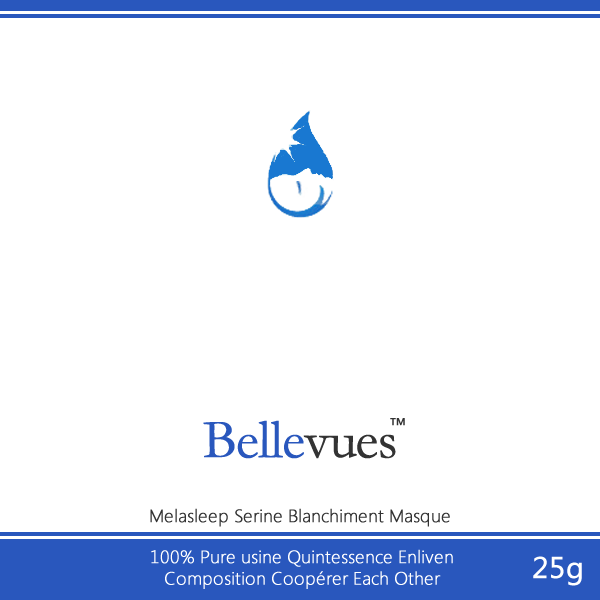 Bellevues™
Melasleep Serine Blanchiment Masque
100% Pure usine Quintessence Enliven
Composition Coopérer Each Other
25g